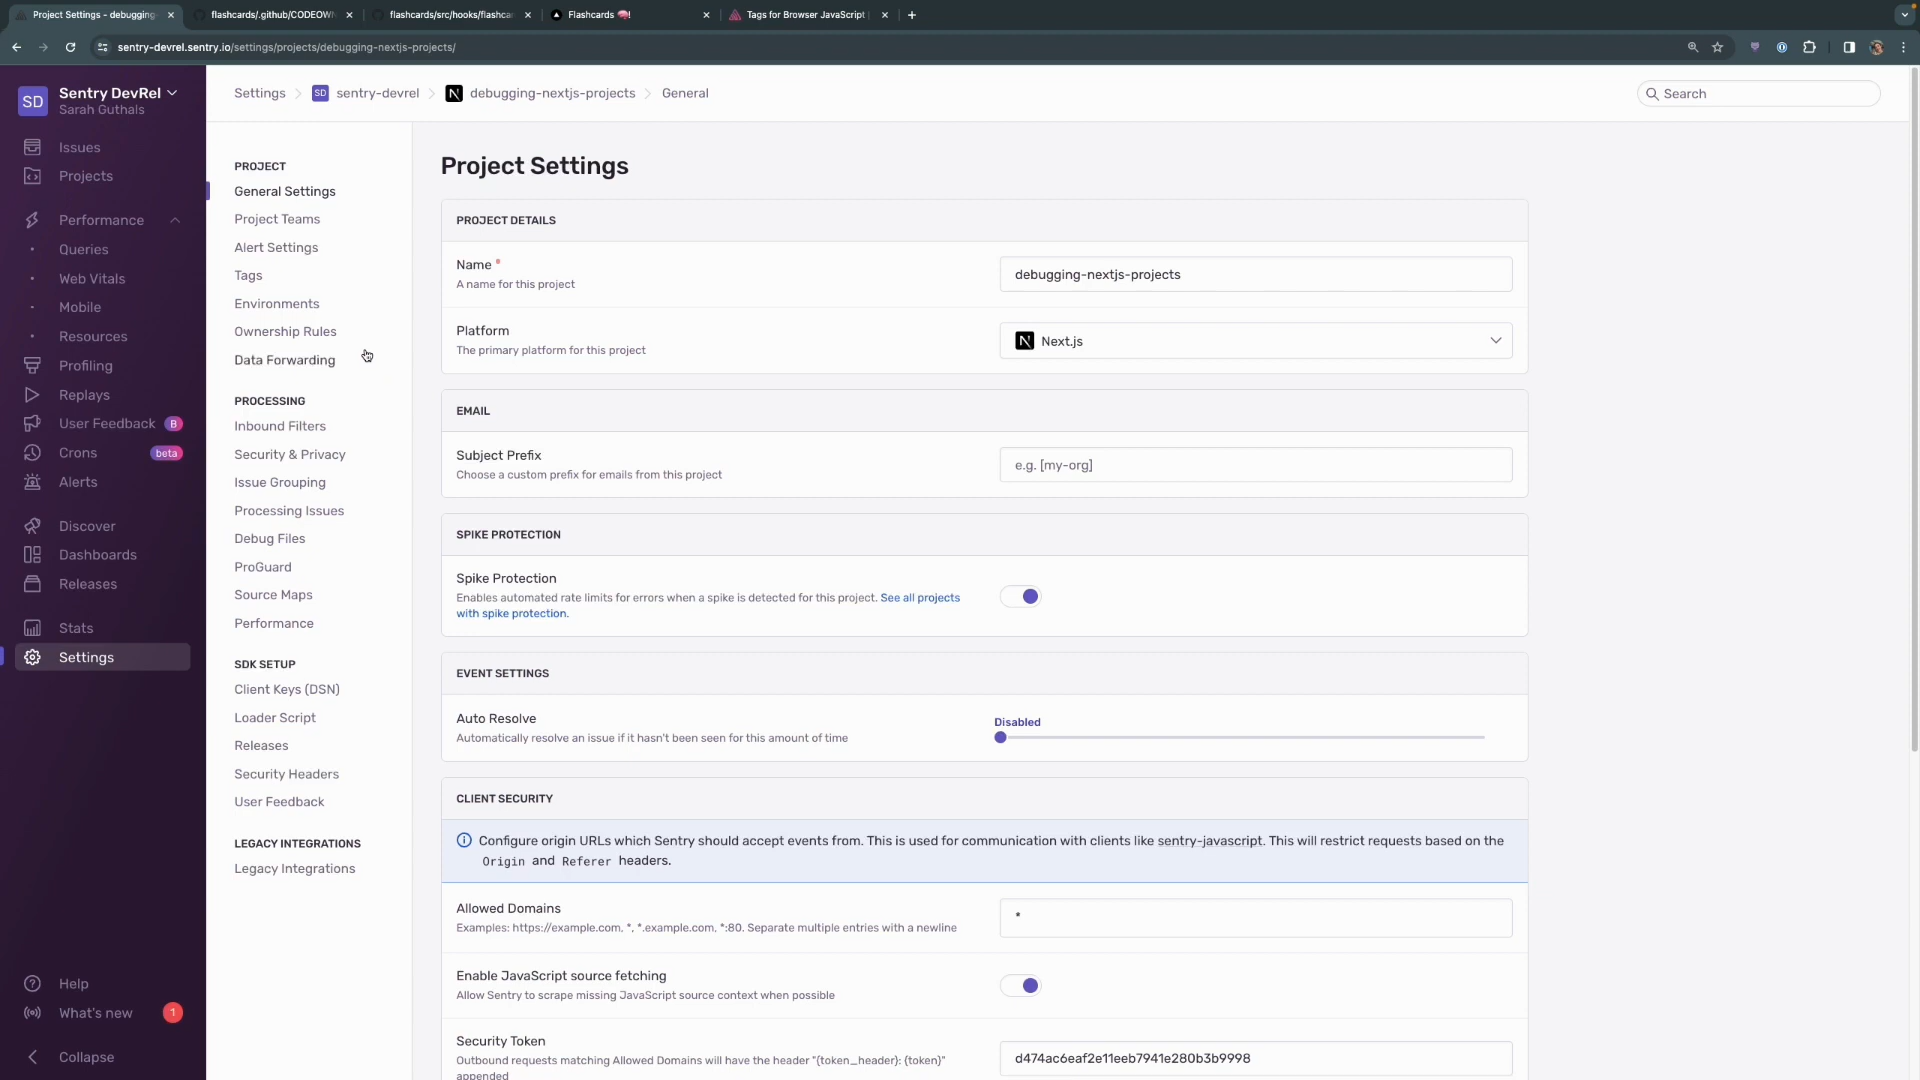 Project Settings - debugging-
flashcards/.github/CODEOWN
flashcards/src/hooks/flashcar
Flashcards 🧠!
Tags for Browser JavaScript
sentry-devrel.sentry.io/settings/projects/debugging-nextjs-projects/
SD
Sentry DevRel
Sarah Guthals
Issues
Projects
Performance
Queries
Web Vitals
Mobile
Resources
Profiling
Replays
User Feedback B
Crons beta
Alerts
Discover
Dashboards
Releases
Stats
Settings
Help
What's new 1
Collapse
Settings > SD sentry-devrel > N debugging-nextjs-projects > General
Search
PROJECT
General Settings
Project Teams
Alert Settings
Tags
Environments
Ownership Rules
Data Forwarding
PROCESSING
Inbound Filters
Security & Privacy
Issue Grouping
Processing Issues
Debug Files
ProGuard
Source Maps
Performance
SDK SETUP
Client Keys (DSN)
Loader Script
Releases
Security Headers
User Feedback
LEGACY INTEGRATIONS
Legacy Integrations
Project Settings
PROJECT DETAILS
Name *
A name for this project
debugging-nextjs-projects
Platform
The primary platform for this project
N Next.js
EMAIL
Subject Prefix
Choose a custom prefix for emails from this project
e.g. [my-org]
SPIKE PROTECTION
Spike Protection
Enables automated rate limits for errors when a spike is detected for this project. See all projects
with spike protection.
EVENT SETTINGS
Auto Resolve
Automatically resolve an issue if it hasn't been seen for this amount of time
Disabled
CLIENT SECURITY
Configure origin URLs which Sentry should accept events from. This is used for communication with clients like sentry-javascript. This will restrict requests based on the
Origin and Referer headers.
Allowed Domains
Examples: https://example.com, *, *.example.com, *:80. Separate multiple entries with a newline
*
Enable JavaScript source fetching
Allow Sentry to scrape missing JavaScript source context when possible
Security Token
Outbound requests matching Allowed Domains will have the header "{token_header}: {token}"
appended
d474ac6eaf2e11eeb7941e280b3b9998